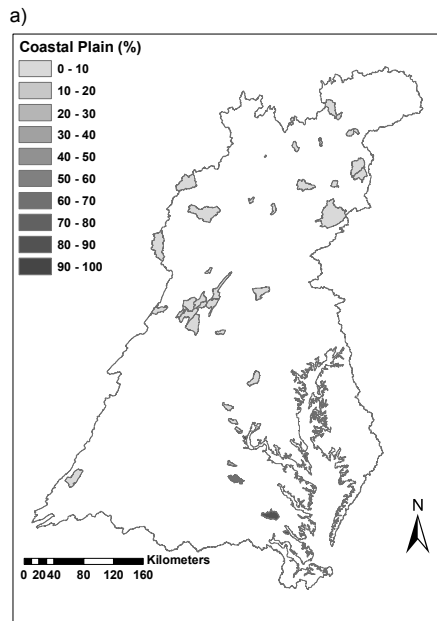 a)
Coastal Plain (%)
0 - 10
10 - 20
20 - 30
30 - 40
40 - 50
50 - 60
60 - 70
70 - 80
80 - 90
90 - 100
N
Kilometers
0 20 40 80 120 160